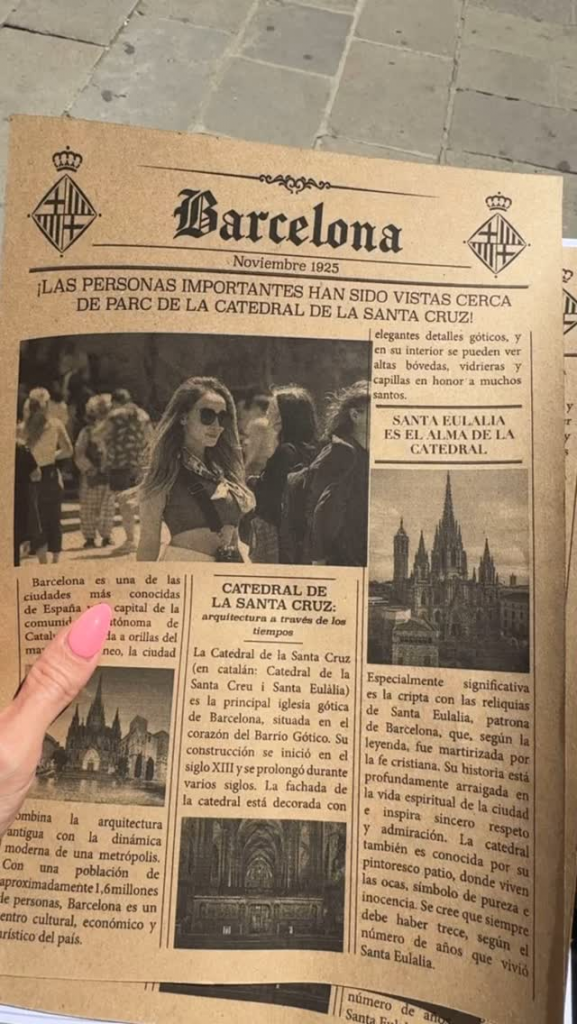 Barcelona
Noviembre 1925
¡LAS PERSONAS IMPORTANTES HAN SIDO VISTAS CERCA
DE PARC DE LA CATEDRAL DE LA SANTA CRUZ!
Barcelona es una de las
ciudades más conocidas
de España capital de la
a orillas del
la ciudad
ombina la arquitectura
antigua con la dinámica
moderna de una metrópolis.
Con una población de
aproximadamente 1,6 millones
de personas, Barcelona es un
entro cultural, económico y
rístico del país.
CATEDRAL DE
LA SANTA CRUZ:
arquitectura a través de los
tiempos
La Catedral de la Santa Cruz
(en catalán: Catedral de la
Santa Creu i Santa Eulàlia)
es la principal iglesia gótica
de Barcelona, situada en el
corazón del Barrio Gótico. Su
construcción se inició en el
siglo XIII y se prolongó durante
varios siglos. La fachada de
la catedral está decorada con
elegantes detalles góticos, y
en su interior se pueden ver
altas bóvedas, vidrieras y
capillas en honor a muchos
santos.
SANTA EULALIA
ES EL ALMA DE LA
CATEDRAL
Especialmente significativa
es la cripta con las reliquias
de Santa Eulalia, patrona
de Barcelona, que, según la
leyenda, fue martirizada por
la fe cristiana. Su historia está
profundamente arraigada en
la vida espiritual de la ciudad
e inspira sincero respeto
y admiración. La catedral
también es conocida por su
pintoresco patio, donde viven
las ocas, símbolo de pureza e
inocencia. Se cree que siempre
debe haber trece, según el
número de años que vivió
Santa Eulalia.
número de años
Santa